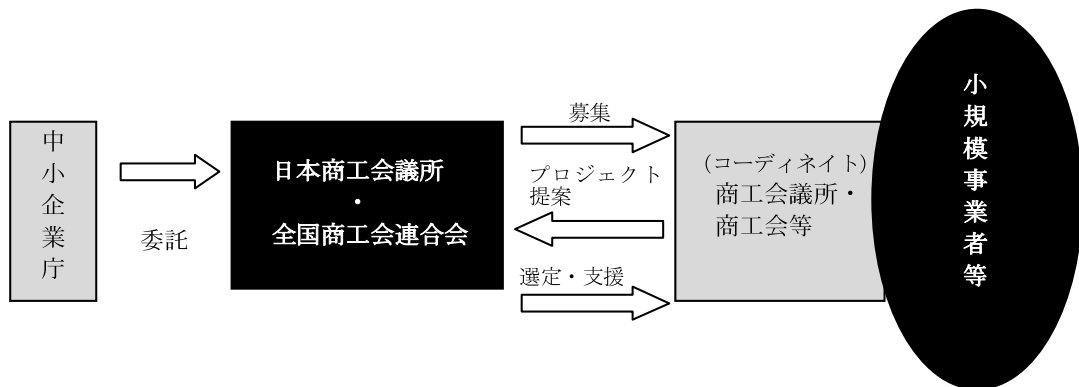 中小企業庁
委託
日本商工会議所
・
全国商工会連合会
募集
プロジェクト
提案
選定・支援
（コーディネイト）
商工会議所・
商工会等
小規模事業者等